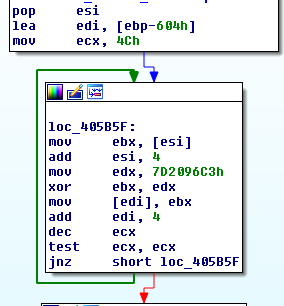 pop esi
lea edi, [ebp-604h]
mov ecx, 4Ch
loc_405B5F:
mov ebx, [esi]
add esi, 4
mov edx, 7D2096C3h
xor ebx, edx
mov [edi], ebx
add edi, 4
dec ecx
test ecx, ecx
jnz short loc_405B5F